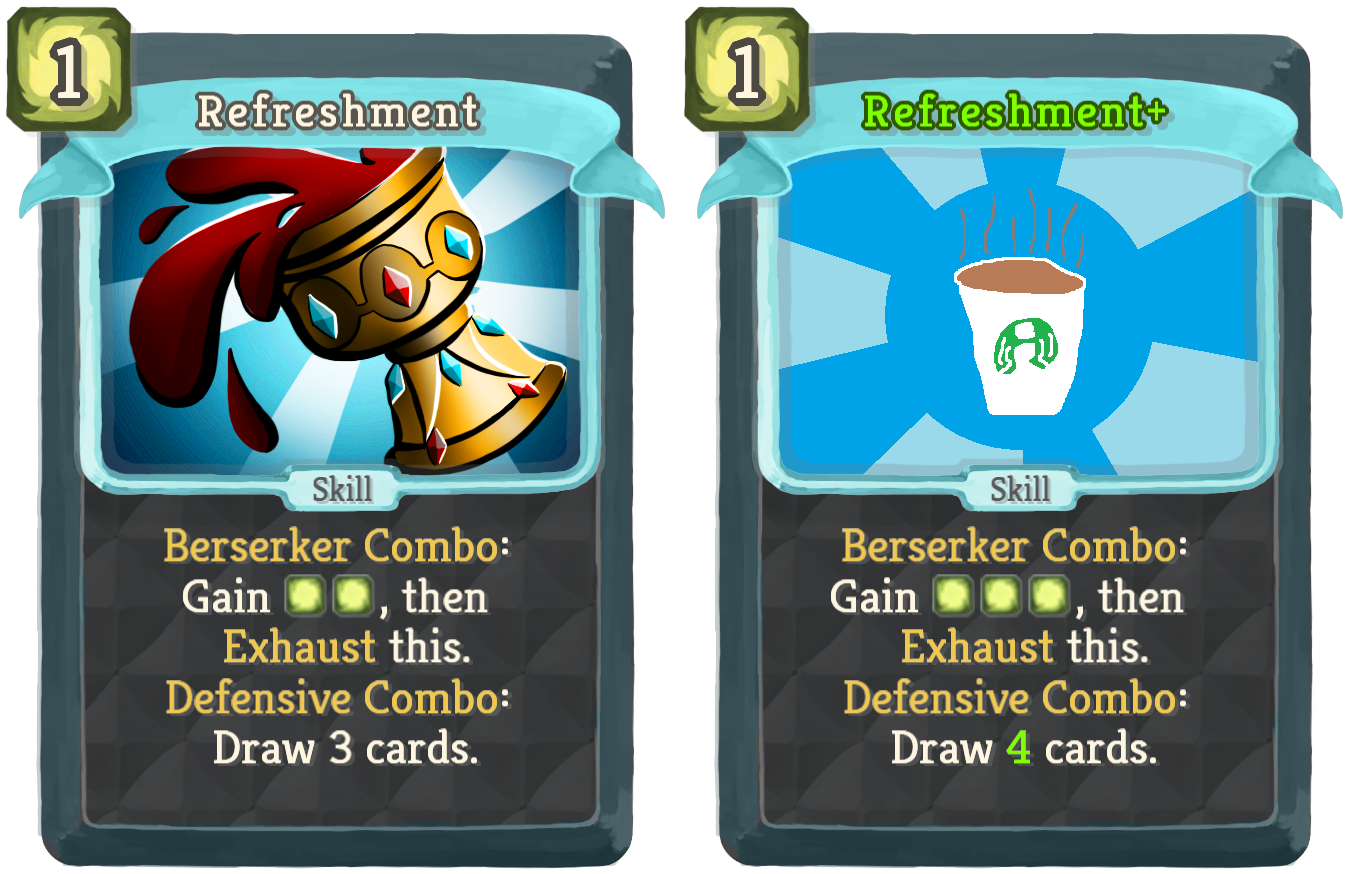 1
Refreshment
Skill
Berserker Combo:
Gain , then
Exhaust this.
Defensive Combo:
Draw 3 cards.
1
Refreshment+
Skill
Berserker Combo:
Gain , then
Exhaust this.
Defensive Combo:
Draw 4 cards.